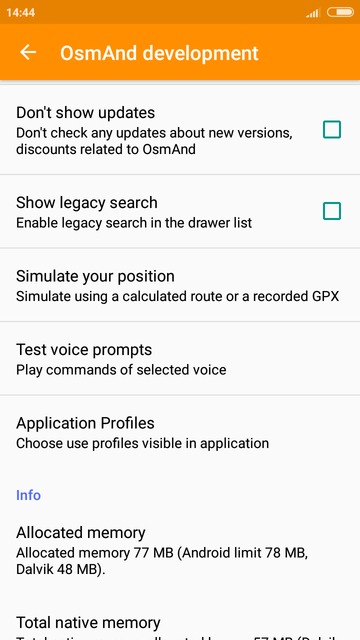 14:44
OsmAnd development
Don't show updates
Don't check any updates about new versions,
discounts related to OsmAnd
Show legacy search
Enable legacy search in the drawer list
Simulate your position
Simulate using a calculated route or a recorded GPX
Test voice prompts
Play commands of selected voice
Application Profiles
Choose use profiles visible in application
Info
Allocated memory
Allocated memory 77 MB (Android limit 78 MB,
Dalvik 48 MB).
Total native memory